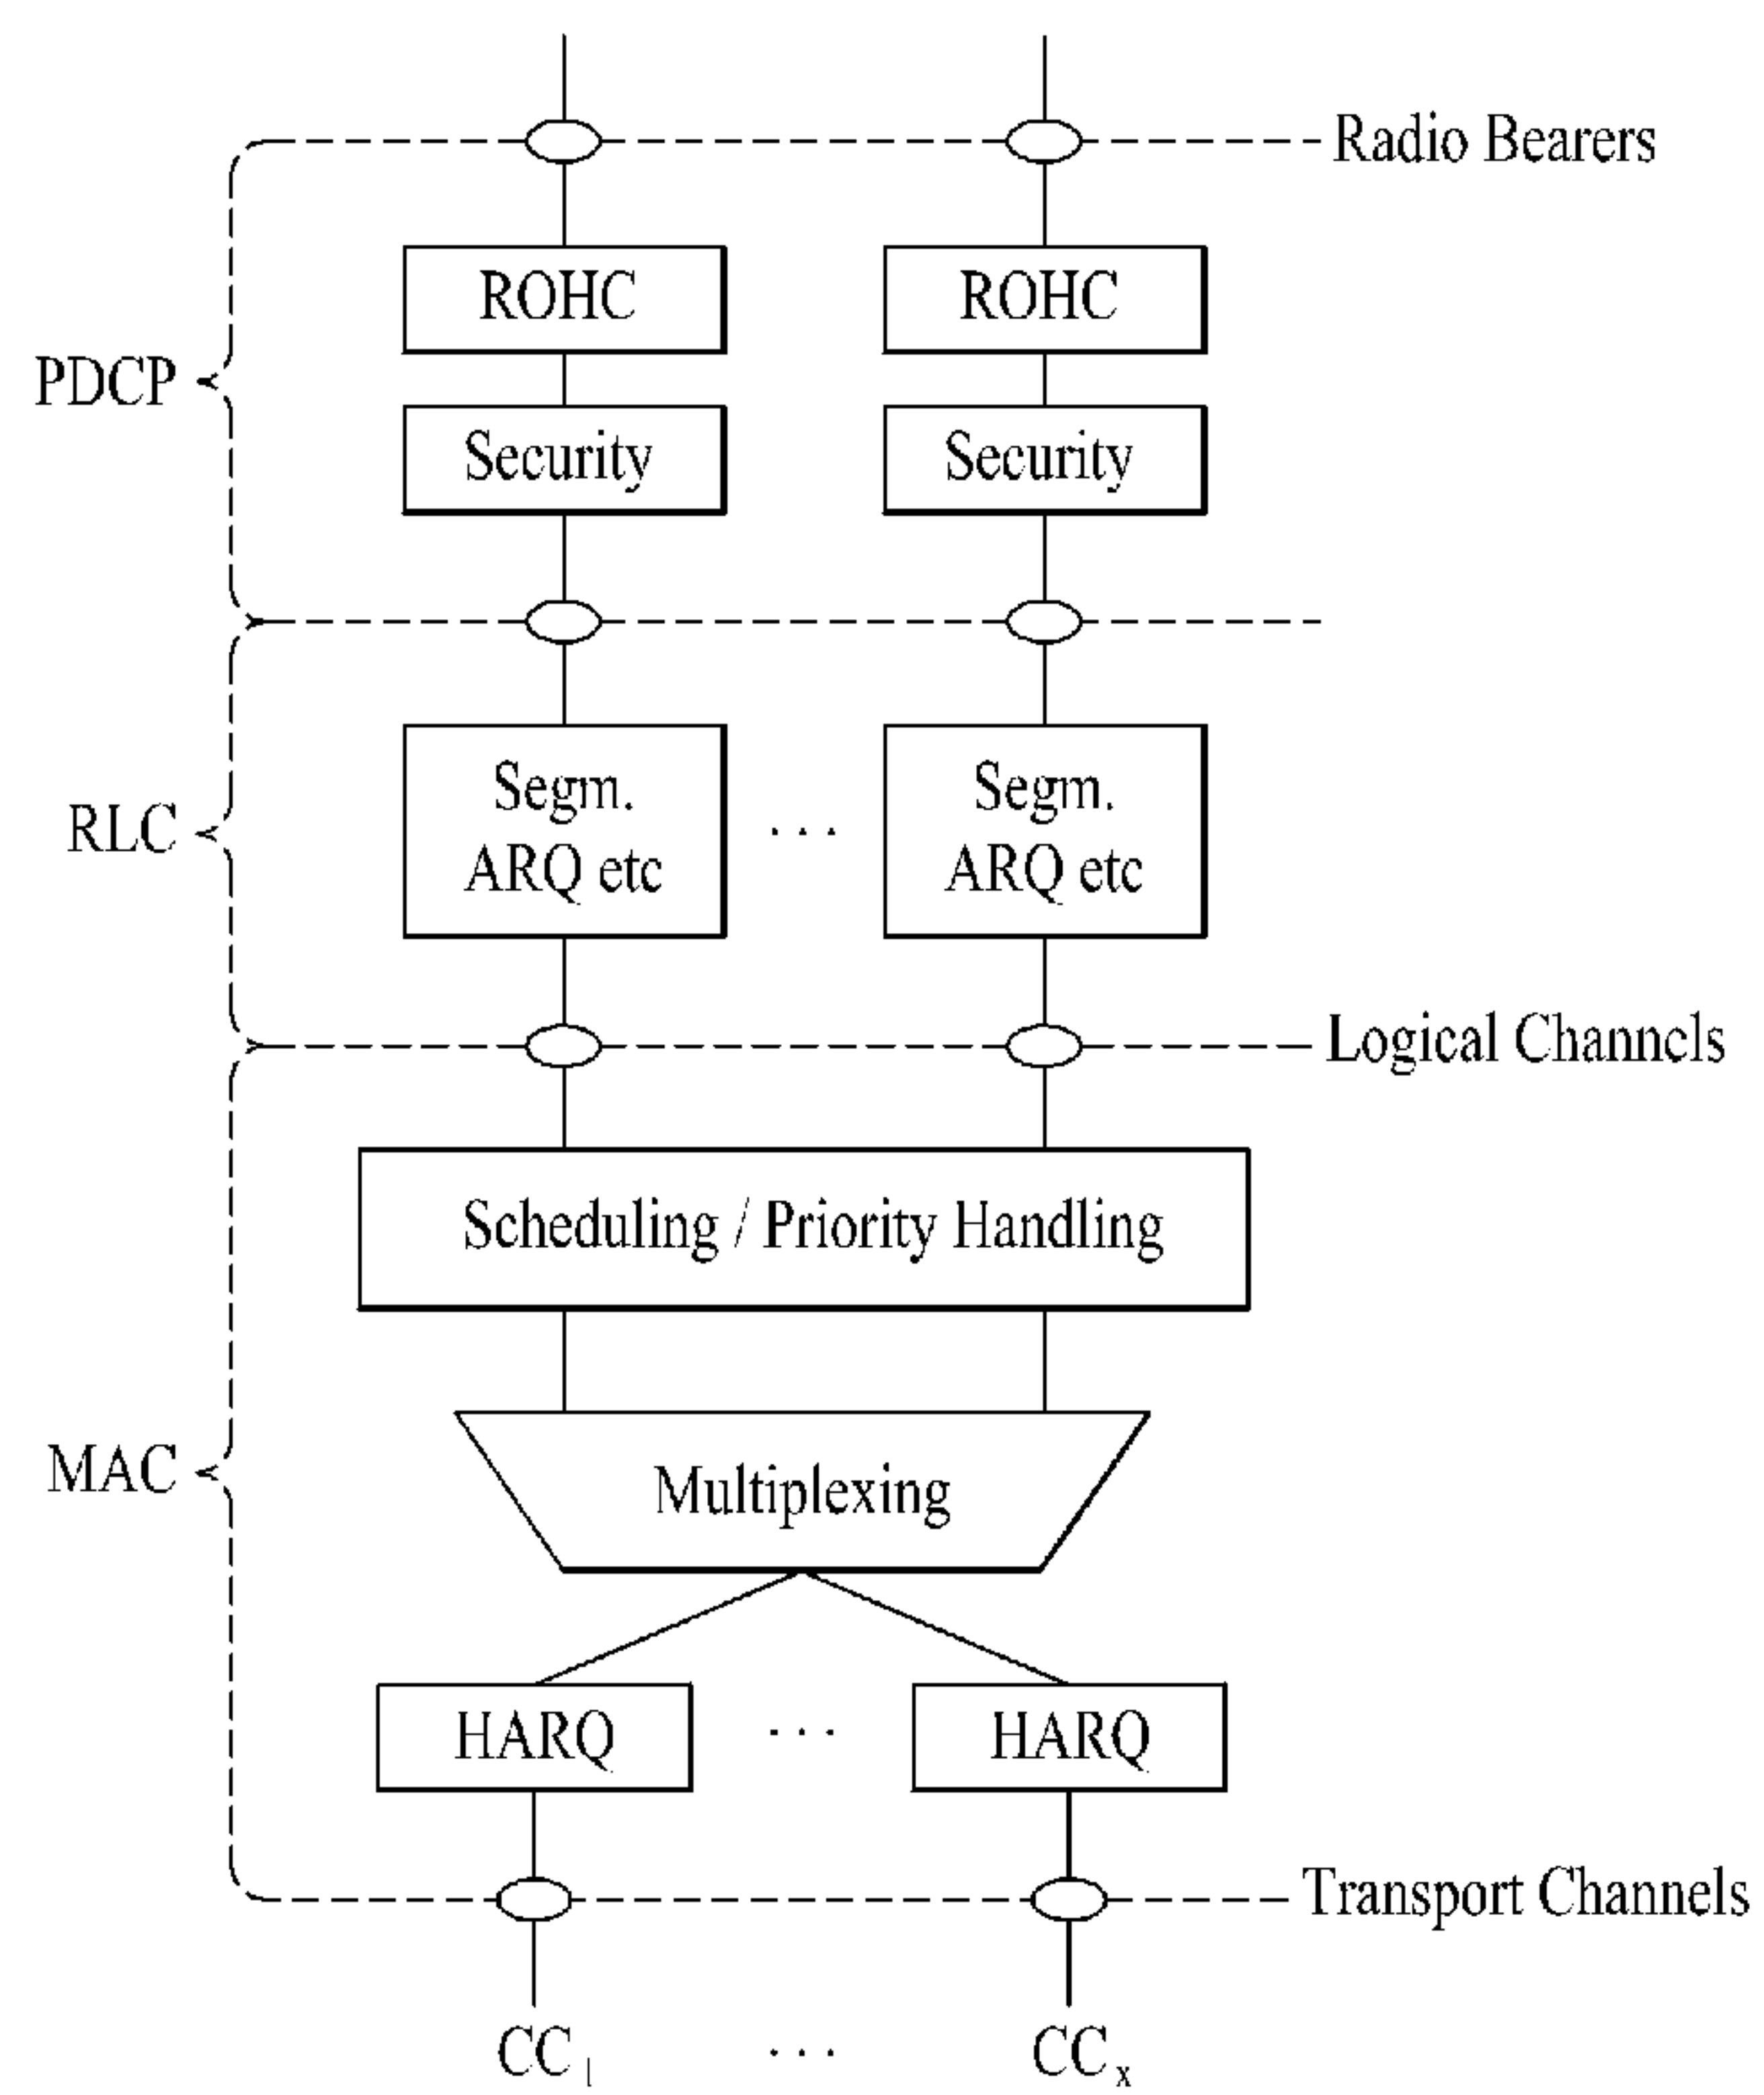 Radio Bearers
ROHC
ROHC
PDCP
Security
Security
Segm.
ARQ etc
RLC
. . .
Segm.
ARQ etc
Logical Channels
Scheduling / Priority Handling
MAC
Multiplexing
HARQ
. . .
HARQ
Transport Channels
CC1
. . .
CCx